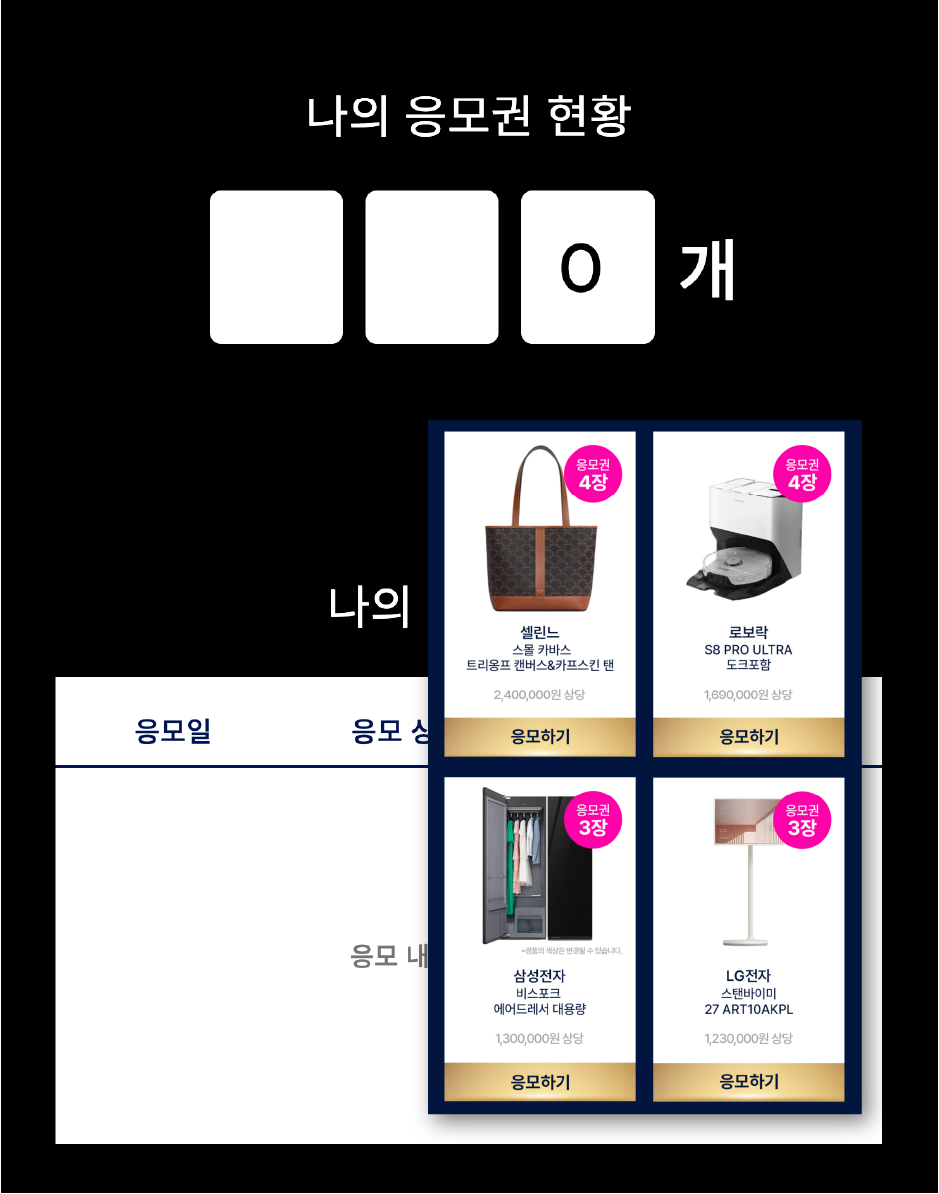 나의 응모권 현황
0 개
나의
응모일
응모 상
응모 내
응모권
4장
셀린느
스몰 카바스
트리옹프 캔버스&카프스킨 탠
2,400,000원 상당
응모하기
응모권
4장
로보락
S8 PRO ULTRA
도크포함
1,690,000원 상당
응모하기
응모권
3장
*경품의 색상은 변경될 수 있습니다.
삼성전자
비스포크
에어드레서 대용량
1,300,000원 상당
응모하기
응모권
3장
LG전자
스탠바이미
27 ART10AKPL
1,230,000원 상당
응모하기